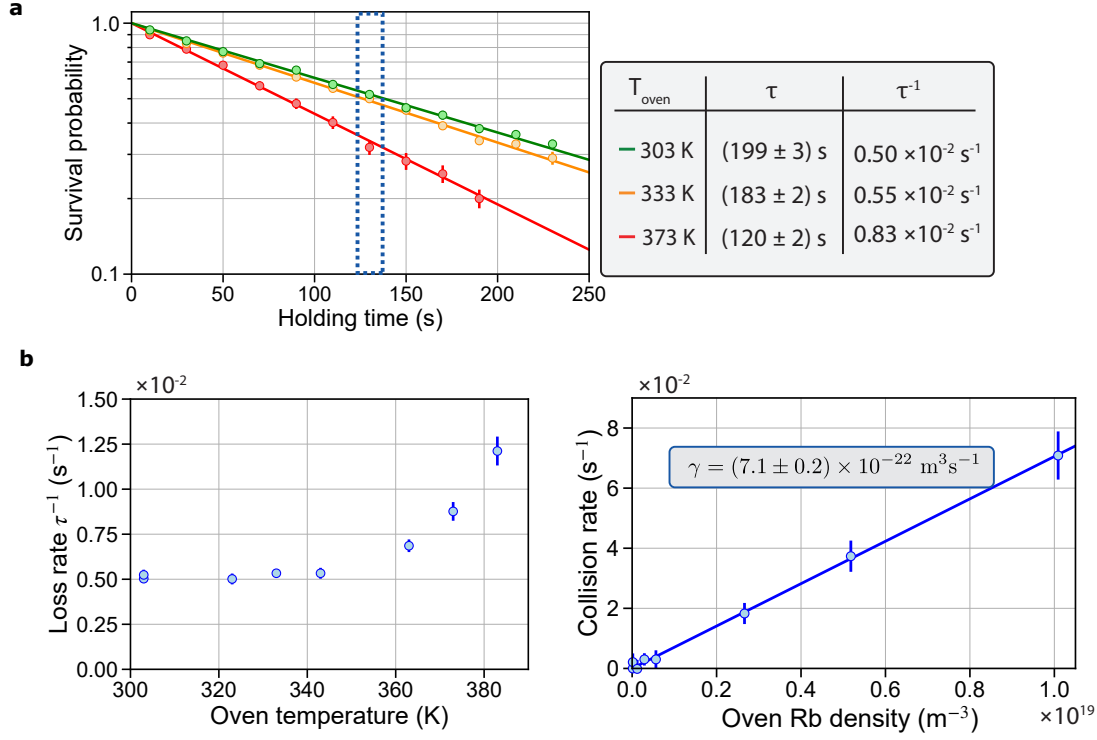 a
Survival probability
1.0
0.1
0 50 100 150 200 250
Holding time (s)
T_oven τ τ⁻¹
303 K (199 ± 3) s 0.50 ×10⁻² s⁻¹
333 K (183 ± 2) s 0.55 ×10⁻² s⁻¹
373 K (120 ± 2) s 0.83 ×10⁻² s⁻¹
b
×10⁻²
Loss rate τ⁻¹ (s⁻¹)
1.50
1.25
1.00
0.75
0.50
0.25
0.00
300 320 340 360 380
Oven temperature (K)
×10⁻²
Collision rate (s⁻¹)
8
6
4
2
0
γ = (7.1 ± 0.2) × 10⁻²² m³s⁻¹
0.0 0.2 0.4 0.6 0.8 1.0
Oven Rb density (m⁻³)
×10¹⁹